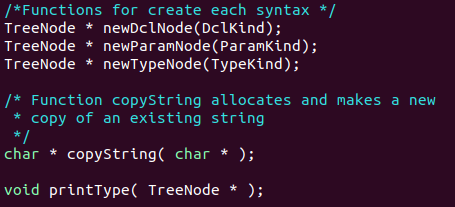 /*Functions for create each syntax */
TreeNode * newDclNode(DclKind);
TreeNode * newParamNode(ParamKind);
TreeNode * newTypeNode(TypeKind);
/* Function copyString allocates and makes a new
 * copy of an existing string
 */
char * copyString( char * );
void printType( TreeNode * );